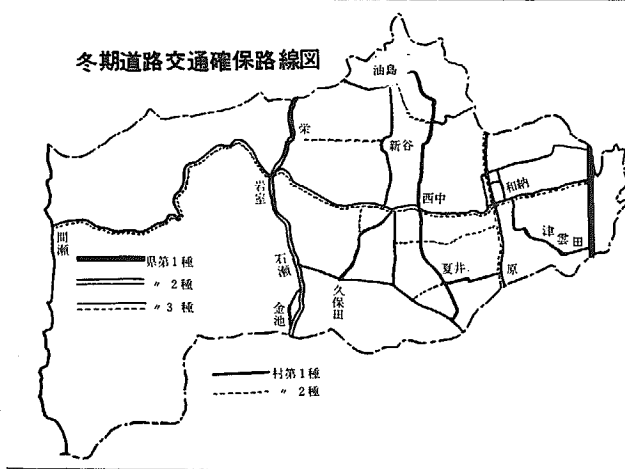 冬期道路交通確保路線図
油島
栄
新谷
岩室
西中
和納
間瀬
津雲田
石瀬
夏井
原
久保田
金池
県第1種
〃 2種
〃 3種
村第1種
〃 2種